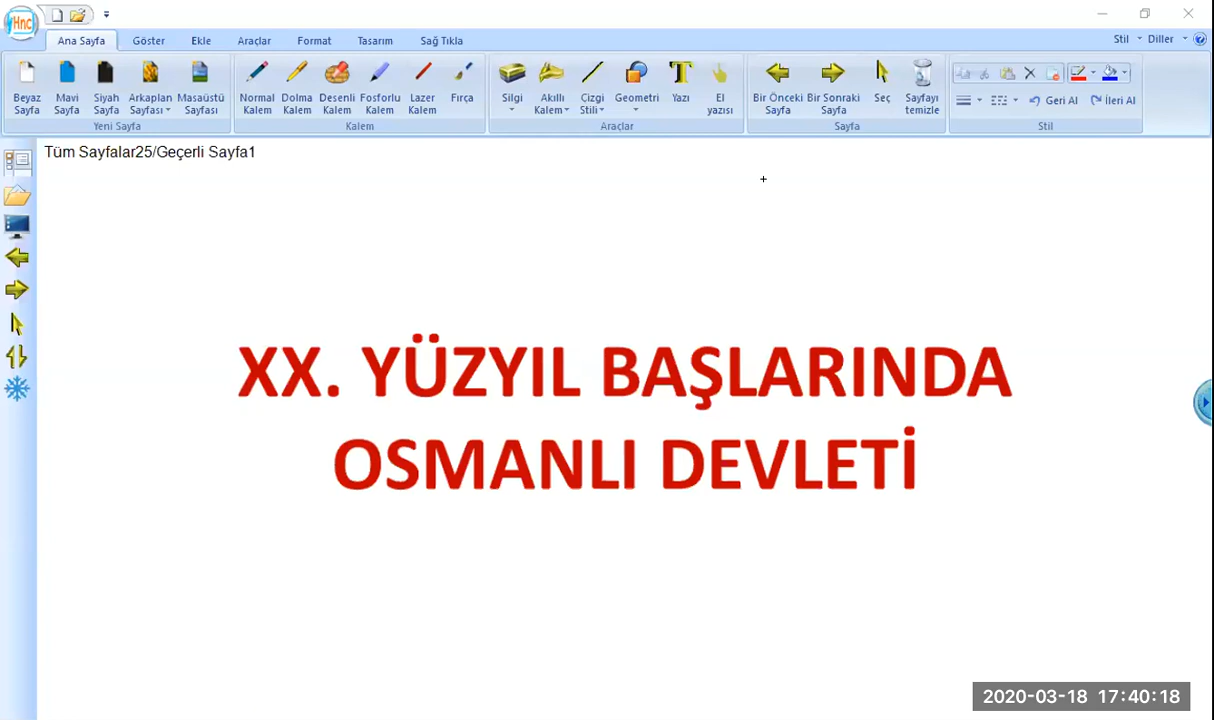 Hnc
Ana Sayfa Göster Ekle Araçlar Format Tasarım Sağ Tıkla Stil Diller
Beyaz Sayfa
Mavi Sayfa
Siyah Sayfa
Arkaplan Sayfası
Masaüstü Sayfası
Yeni Sayfa
Normal Kalem
Dolma Kalem
Desenli Kalem
Fosforlu Kalem
Lazer Kalem
Fırça
Kalem
Silgi
Akıllı Kalem
Çizgi Stili
Geometri
Yazı
El yazısı
Araçlar
Bir Önceki Sayfa
Bir Sonraki Sayfa
Seç
Sayfayı temizle
Sayfa
Geri Al
İleri Al
Stil
Tüm Sayfalar25/Geçerli Sayfa1
XX. YÜZYIL BAŞLARINDA
OSMANLI DEVLETİ
2020-03-18 17:40:18